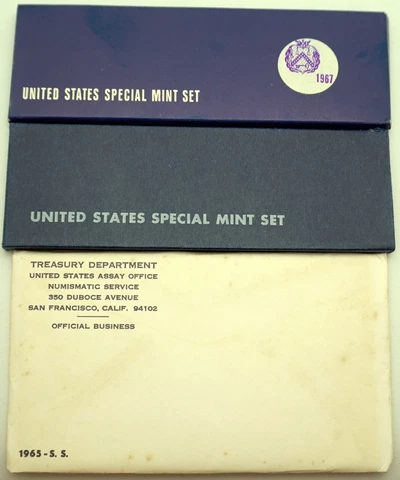 1967
UNITED STATES SPECIAL MINT SET
UNITED STATES SPECIAL MINT SET
TREASURY DEPARTMENT
UNITED STATES ASSAY OFFICE
NUMISMATIC SERVICE
350 DUBOCE AVENUE
SAN FRANCISCO, CALIF. 94102
OFFICIAL BUSINESS
1965 - S. S.